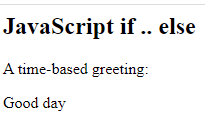 JavaScript if .. else
A time-based greeting:
Good day